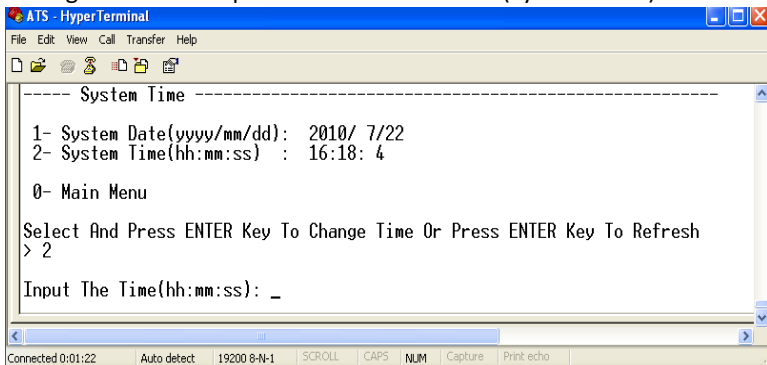 ATS - HyperTerminal
File Edit View Call Transfer Help
----- System Time -------------------------------------------------------
1- System Date(yyyy/mm/dd): 2010/ 7/22
2- System Time(hh:mm:ss) : 16:18: 4
0- Main Menu
Select And Press ENTER Key To Change Time Or Press ENTER Key To Refresh
> 2
Input The Time(hh:mm:ss): _
Connected 0:01:22 Auto detect 19200 8-N-1 SCROLL CAPS NUM Capture Print echo